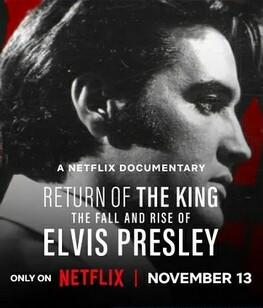 A NETFLIX DOCUMENTARY
RETURN OF THE KING
THE FALL AND RISE OF
ELVIS PRESLEY
ONLY ON NETFLIX | NOVEMBER 13